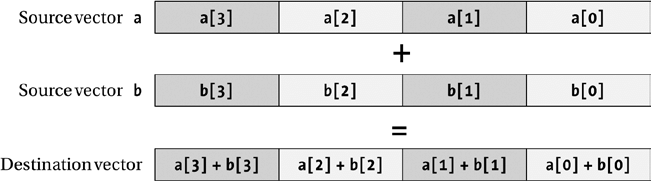 Source vector a a[3] a[2] a[1] a[0]
+
Source vector b b[3] b[2] b[1] b[0]
=
Destination vector a[3] + b[3] a[2] + b[2] a[1] + b[1] a[0] + b[0]